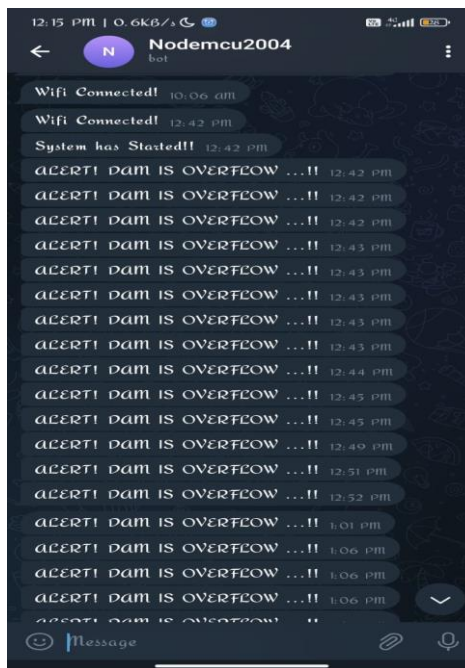 12:15 PM | 0.6KB/s
N
Nodemcu2004
bot
Wifi Connected! 10:06 am
Wifi Connected! 12:42 PM
System has Started!! 12:42 PM
ALERT! DAM IS OVERFLOW ...!! 12:42 PM
ALERT! DAM IS OVERFLOW ...!! 12:42 PM
ALERT! DAM IS OVERFLOW ...!! 12:42 PM
ALERT! DAM IS OVERFLOW ...!! 12:43 PM
ALERT! DAM IS OVERFLOW ...!! 12:43 PM
ALERT! DAM IS OVERFLOW ...!! 12:43 PM
ALERT! DAM IS OVERFLOW ...!! 12:43 PM
ALERT! DAM IS OVERFLOW ...!! 12:44 PM
ALERT! DAM IS OVERFLOW ...!! 12:45 PM
ALERT! DAM IS OVERFLOW ...!! 12:45 PM
ALERT! DAM IS OVERFLOW ...!! 12:49 PM
ALERT! DAM IS OVERFLOW ...!! 12:51 PM
ALERT! DAM IS OVERFLOW ...!! 12:52 PM
ALERT! DAM IS OVERFLOW ...!! 1:01 PM
ALERT! DAM IS OVERFLOW ...!! 1:06 PM
ALERT! DAM IS OVERFLOW ...!! 1:06 PM
ALERT! DAM IS OVERFLOW ...!! 1:06 PM
ALERT! DAM IS OVERFLOW ...!!
Message